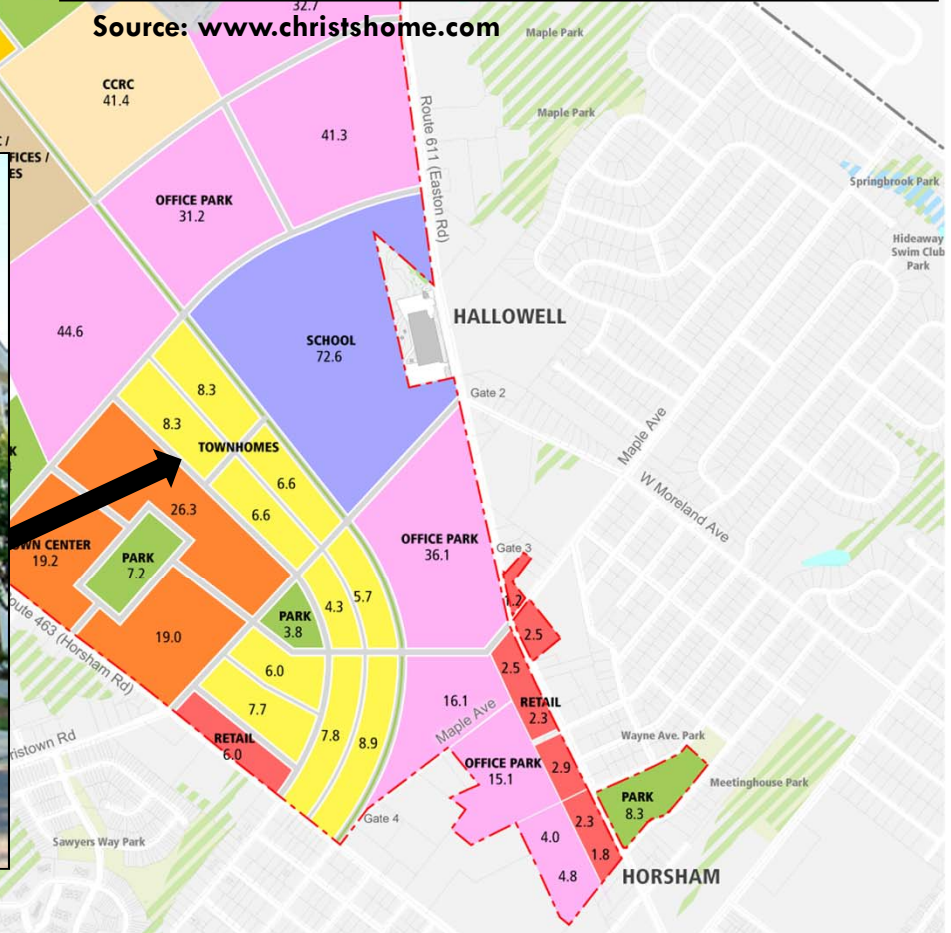 32.7
Source: www.christshome.com
Maple Park
CCRC
41.4
Maple Park
Route 611 (Easton Rd)
41.3
FICES /
ES
Springbrook Park
OFFICE PARK
31.2
Hideaway
Swim Club
Park
HALLOWELL
44.6
SCHOOL
72.6
8.3
Gate 2
8.3
Maple Ave
TOWNHOMES
K
6.6
W Moreland Ave
26.3
6.6
OWN CENTER
19.2
PARK
7.2
OFFICE PARK
36.1
Gate 3
4.3
5.7
1.2
PARK
3.8
oute 463 (Horsham Rd)
19.0
2.5
6.0
2.5
16.1
RETAIL
2.3
7.7
Maple Ave
ristown Rd
RETAIL
6.0
7.8
8.9
Wayne Ave. Park
OFFICE PARK
15.1
2.9
Meetinghouse Park
PARK
8.3
Gate 4
2.3
4.0
Sawyers Way Park
1.8
4.8
HORSHAM